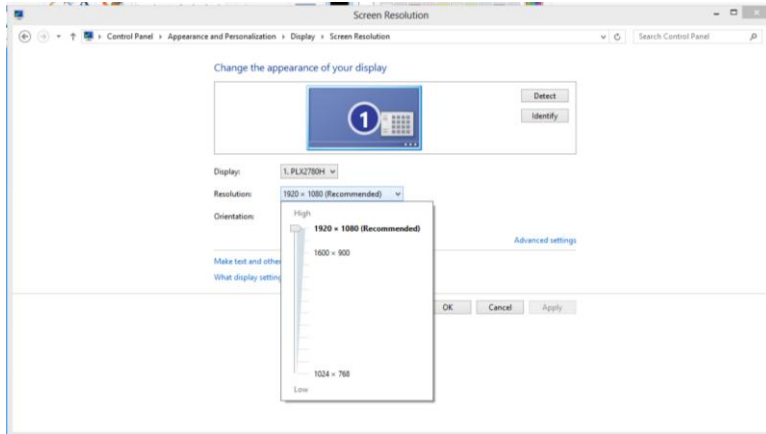 Screen Resolution
Control Panel › Appearance and Personalization › Display › Screen Resolution
Search Control Panel
Change the appearance of your display
1
Detect
Identify
Display: 1. PLX2780H
Resolution: 1920 × 1080 (Recommended)
Orientation:
High
1920 × 1080 (Recommended)
Advanced settings
1600 × 900
Make text and other
What display setting
OK Cancel Apply
1024 × 768
Low